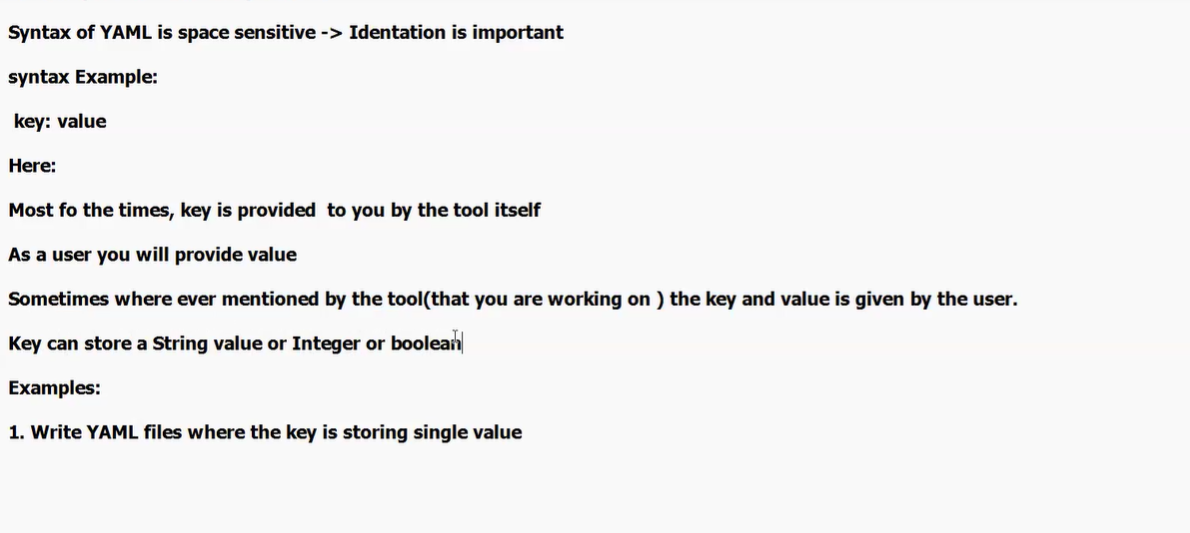 Syntax of YAML is space sensitive -> Identation is important
syntax Example:
key: value
Here:
Most fo the times, key is provided  to you by the tool itself
As a user you will provide value
Sometimes where ever mentioned by the tool(that you are working on ) the key and value is given by the user.
Key can store a String value or Integer or boolean
Examples:
1. Write YAML files where the key is storing single value